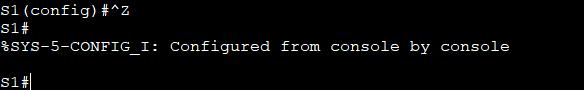 S1(config)#^Z
S1#
%SYS-5-CONFIG_I: Configured from console by console
S1#